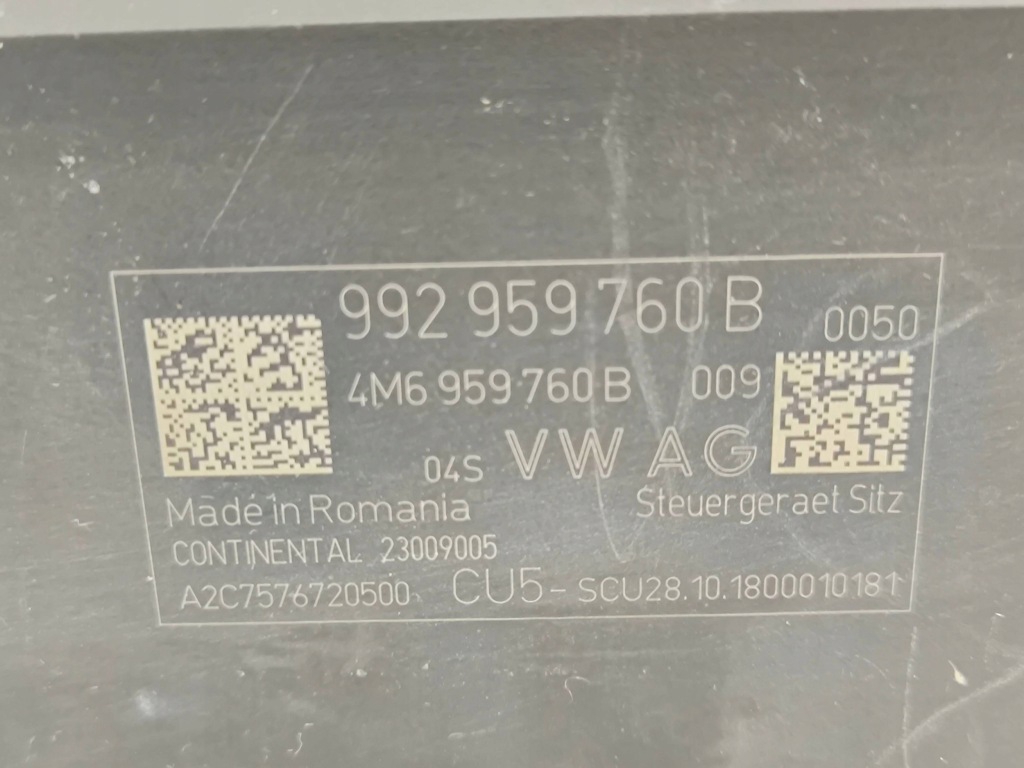 992 959 760 B
0050
4M6 959 760 B 009
04S VW AG
Made in Romania
Steuergeraet Sitz
CONTINENTAL 23009005
A2C7576720500 CU5-SCU28.10.1800010181